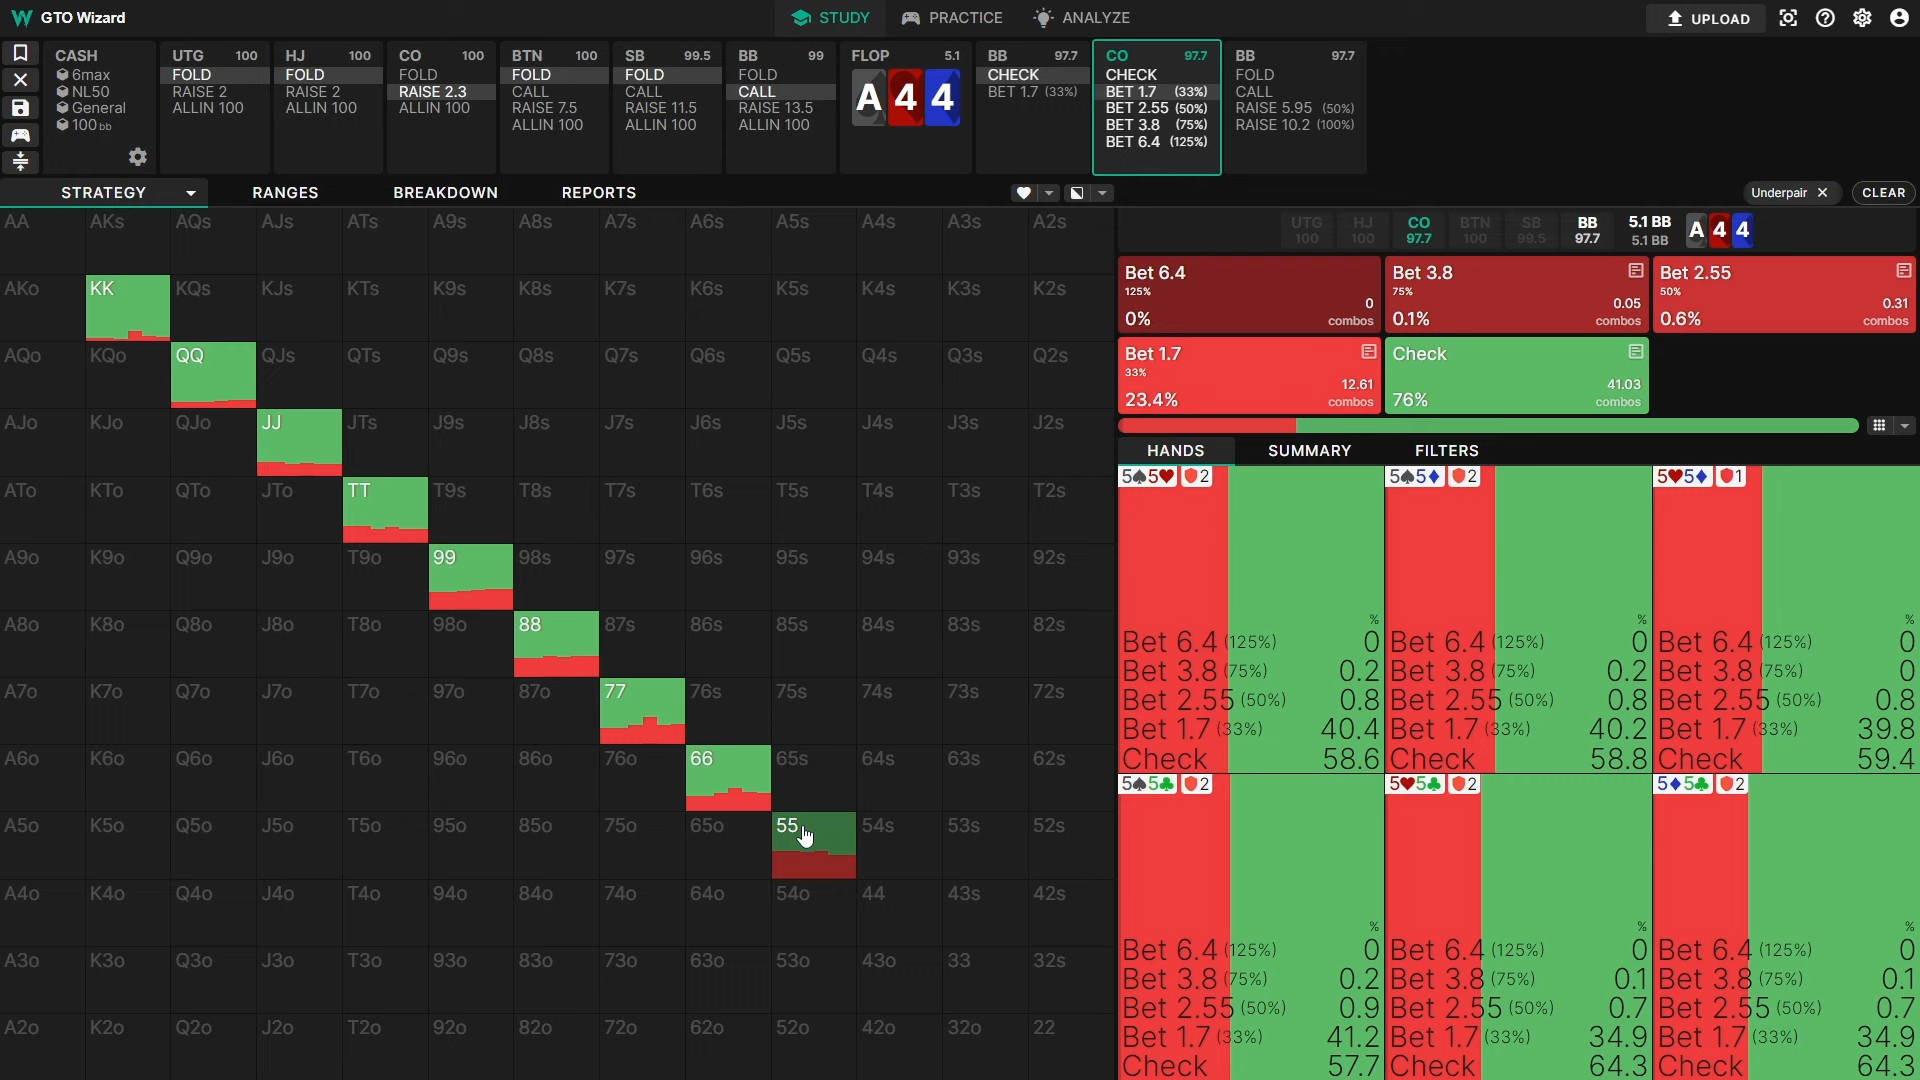 GTO Wizard
STUDY
PRACTICE
ANALYZE
UPLOAD
CASH
6max
NL50
General
100bb
UTG 100
FOLD
RAISE 2
ALLIN 100
HJ 100
FOLD
RAISE 2
ALLIN 100
CO 100
FOLD
RAISE 2.3
ALLIN 100
BTN 100
FOLD
CALL
RAISE 7.5
ALLIN 100
SB 99.5
FOLD
CALL
RAISE 11.5
ALLIN 100
BB 99
FOLD
CALL
RAISE 13.5
ALLIN 100
FLOP 5.1
A 4 4
BB 97.7
CHECK
BET 1.7 (33%)
CO 97.7
CHECK
BET 1.7 (33%)
BET 2.55 (50%)
BET 3.8 (75%)
BET 6.4 (125%)
BB 97.7
FOLD
CALL
RAISE 5.95 (50%)
RAISE 10.2 (100%)
STRATEGY
RANGES
BREAKDOWN
REPORTS
Underpair ✕
CLEAR
AA AKs AQs AJs ATs A9s A8s A7s A6s A5s A4s A3s A2s
AKo KK KQs KJs KTs K9s K8s K7s K6s K5s K4s K3s K2s
AQo KQo QQ QJs QTs Q9s Q8s Q7s Q6s Q5s Q4s Q3s Q2s
AJo KJo QJo JJ JTs J9s J8s J7s J6s J5s J4s J3s J2s
ATo KTo QTo JTo TT T9s T8s T7s T6s T5s T4s T3s T2s
A9o K9o Q9o J9o T9o 99 98s 97s 96s 95s 94s 93s 92s
A8o K8o Q8o J8o T8o 98o 88 87s 86s 85s 84s 83s 82s
A7o K7o Q7o J7o T7o 97o 87o 77 76s 75s 74s 73s 72s
A6o K6o Q6o J6o T6o 96o 86o 76o 66 65s 64s 63s 62s
A5o K5o Q5o J5o T5o 95o 85o 75o 65o 55 54s 53s 52s
A4o K4o Q4o J4o T4o 94o 84o 74o 64o 54o 44 43s 42s
A3o K3o Q3o J3o T3o 93o 83o 73o 63o 53o 43o 33 32s
A2o K2o Q2o J2o T2o 92o 82o 72o 62o 52o 42o 32o 22
UTG 100
HJ 100
CO 97.7
BTN 100
SB 99.5
BB 97.7
5.1 BB
5.1 BB
A 4 4
Bet 6.4
125%
0
0% combos
Bet 3.8
75%
0.05
0.1% combos
Bet 2.55
50%
0.31
0.6% combos
Bet 1.7
33%
12.61
23.4% combos
Check
41.03
76% combos
HANDS
SUMMARY
FILTERS
5♠5♥ 2
%
Bet 6.4 (125%) 0
Bet 3.8 (75%) 0.2
Bet 2.55 (50%) 0.8
Bet 1.7 (33%) 40.4
Check 58.6
5♠5♦ 2
%
Bet 6.4 (125%) 0
Bet 3.8 (75%) 0.2
Bet 2.55 (50%) 0.8
Bet 1.7 (33%) 40.2
Check 58.8
5♥5♦ 1
%
Bet 6.4 (125%) 0
Bet 3.8 (75%) 0
Bet 2.55 (50%) 0.8
Bet 1.7 (33%) 39.8
Check 59.4
5♠5♣ 2
%
Bet 6.4 (125%) 0
Bet 3.8 (75%) 0.2
Bet 2.55 (50%) 0.9
Bet 1.7 (33%) 41.2
Check 57.7
5♥5♣ 2
%
Bet 6.4 (125%) 0
Bet 3.8 (75%) 0.1
Bet 2.55 (50%) 0.7
Bet 1.7 (33%) 34.9
Check 64.3
5♦5♣ 2
%
Bet 6.4 (125%) 0
Bet 3.8 (75%) 0.1
Bet 2.55 (50%) 0.7
Bet 1.7 (33%) 34.9
Check 64.3